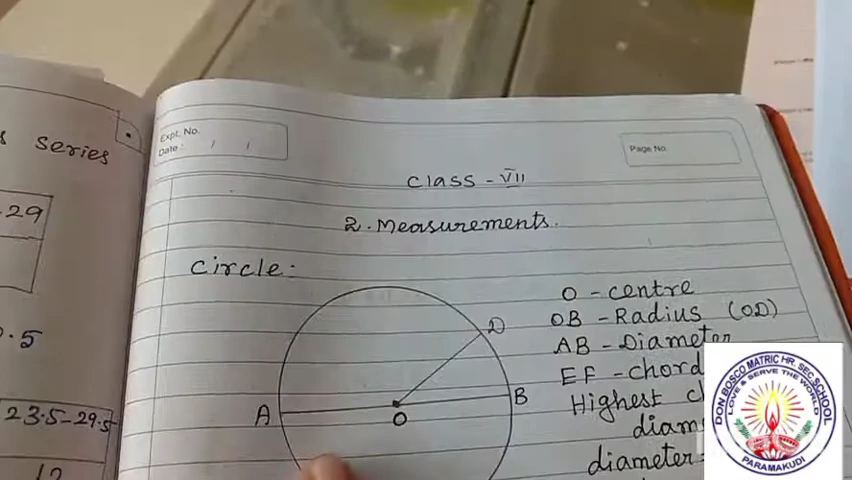 s series
.29
.5
23.5-29.5
12
Expt. No.
Date : / /
Page No.
Class - VII
2. Measurements.
Circle :
D
A
O
B
O - centre
OB - Radius (OD)
AB - Diameter
EF - chord
Highest
diameter
DON BOSCO MATRIC HR. SEC. SCHOOL
LOVE & SERVE THE WORLD
PARAMAKUDI